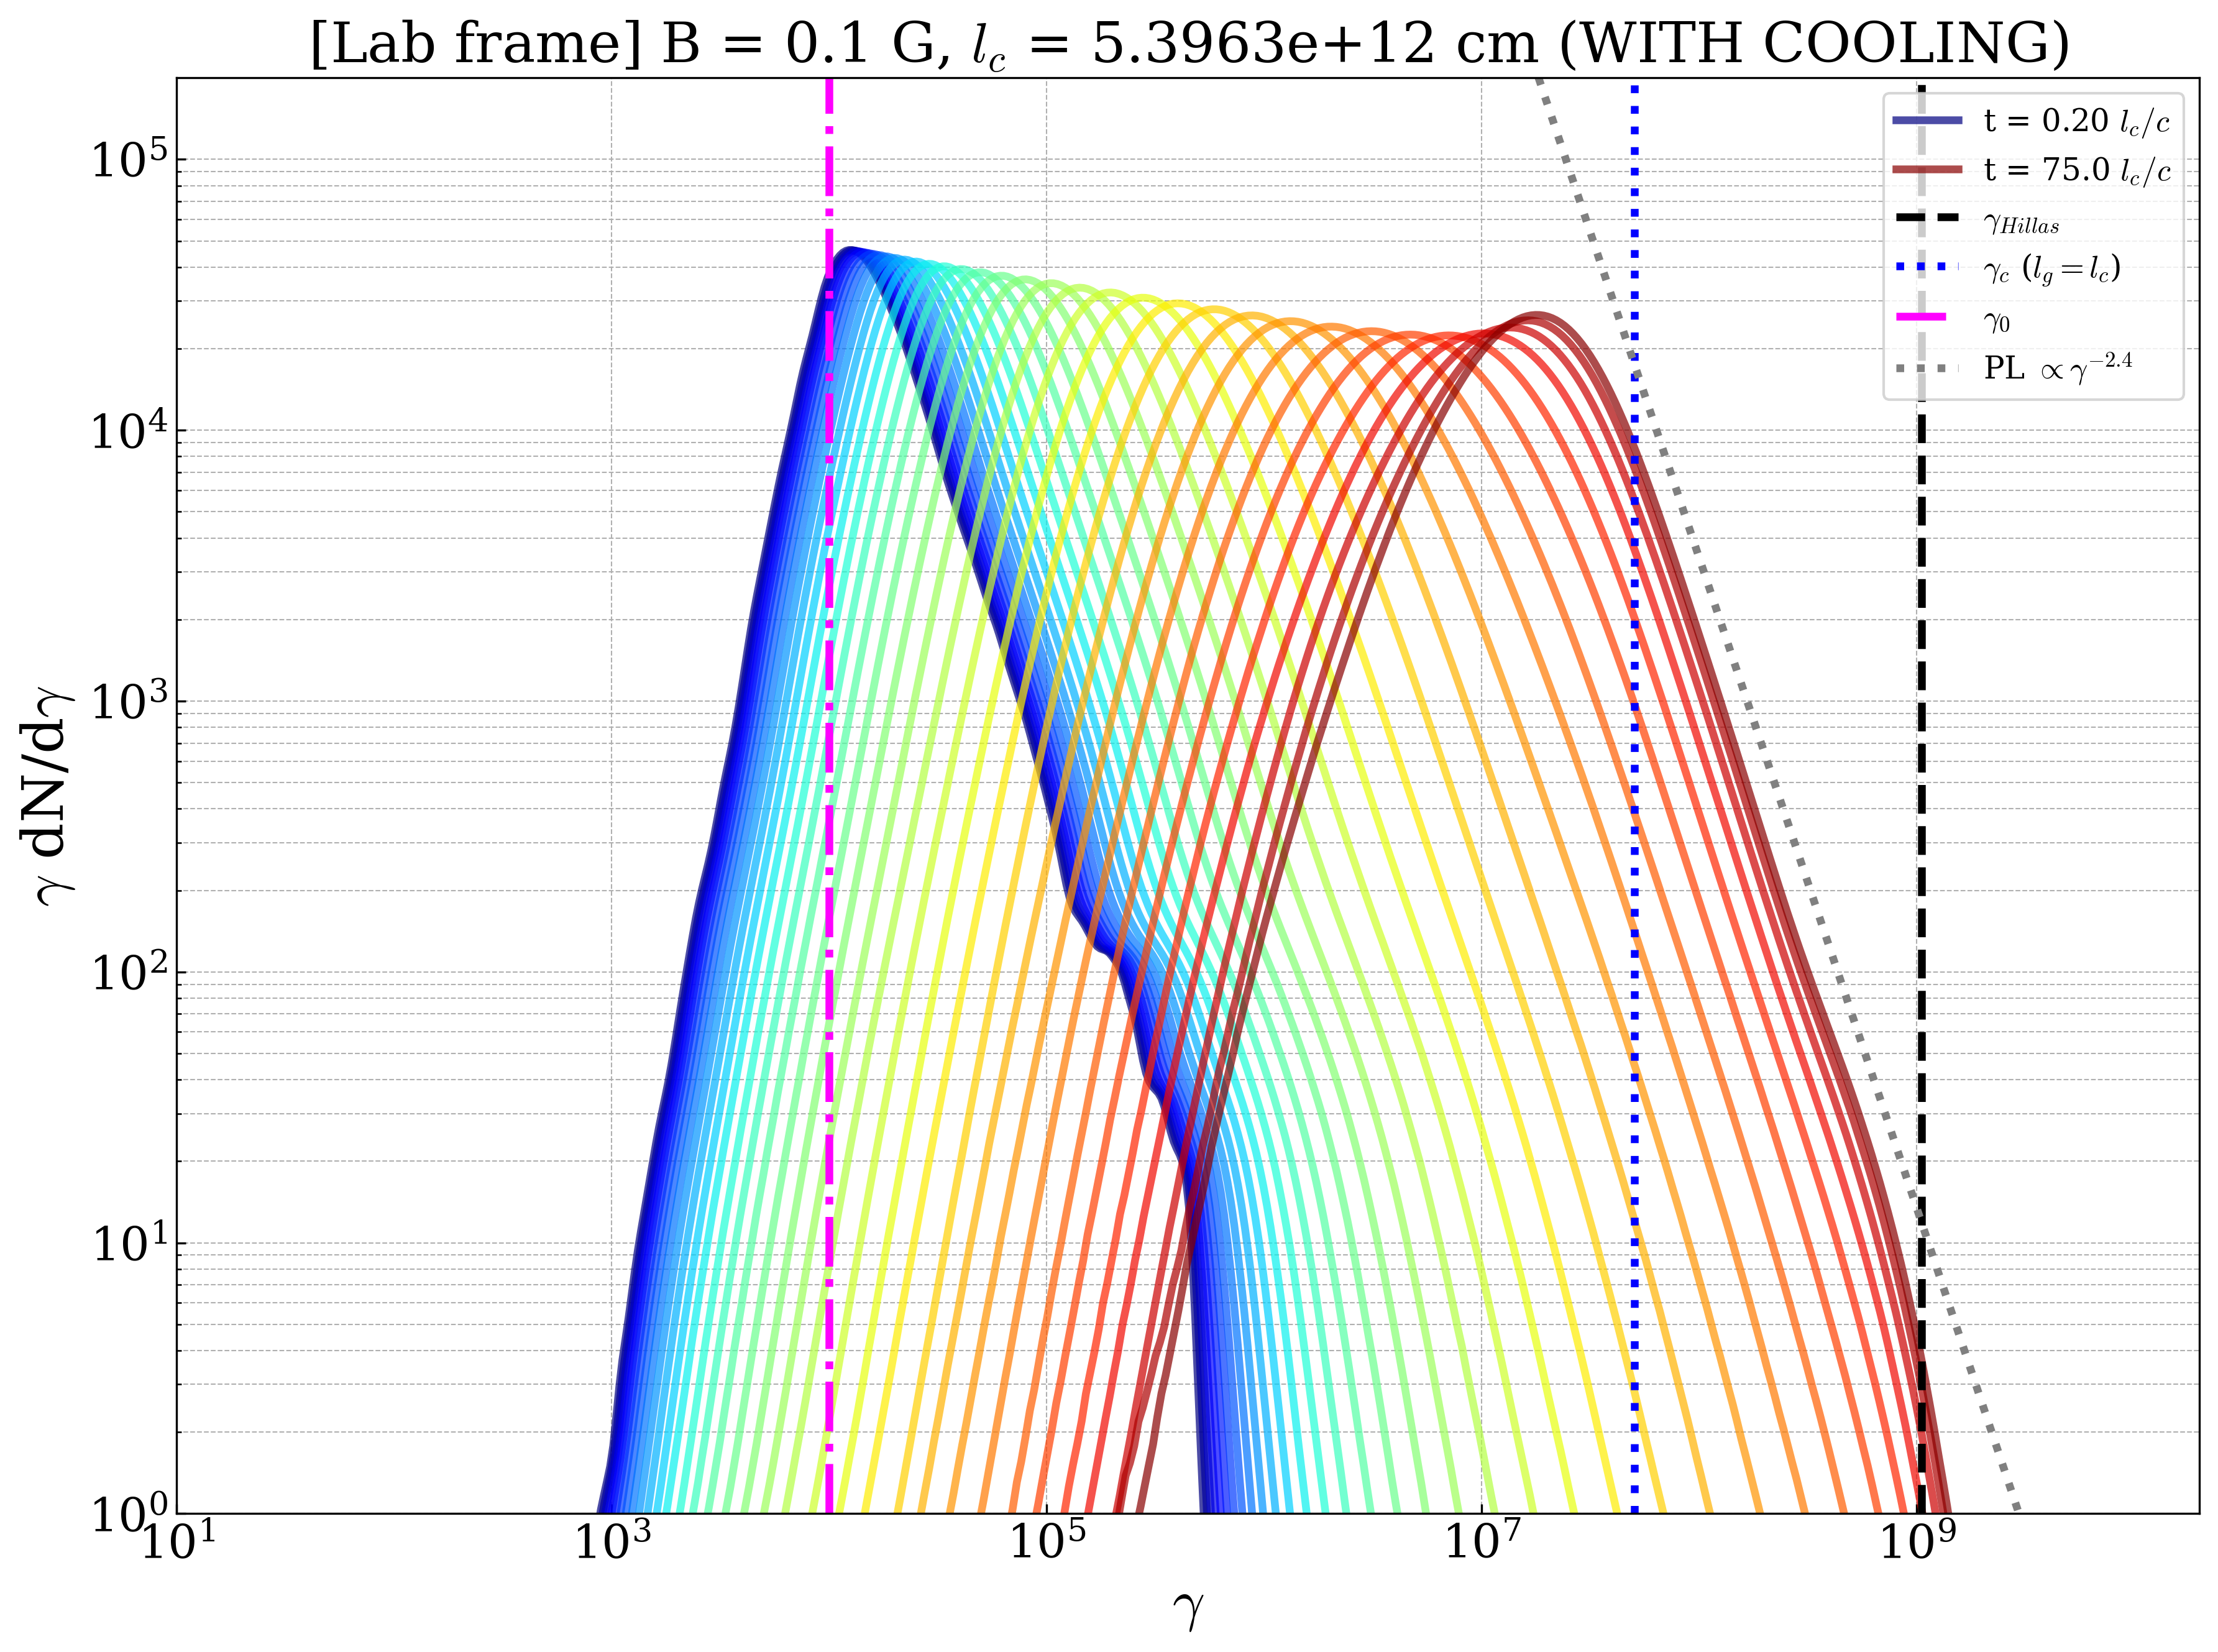 [Lab frame] B = 0.1 G, l_c = 5.3963e+12 cm (WITH COOLING)
t = 0.20 l_c/c
t = 75.0 l_c/c
γ_Hillas
γ_c (l_g = l_c)
γ_0
PL ∝ γ^−2.4
γ dN/dγ
10^5
10^4
10^3
10^2
10^1
10^0
10^1
10^3
10^5
10^7
10^9
γ